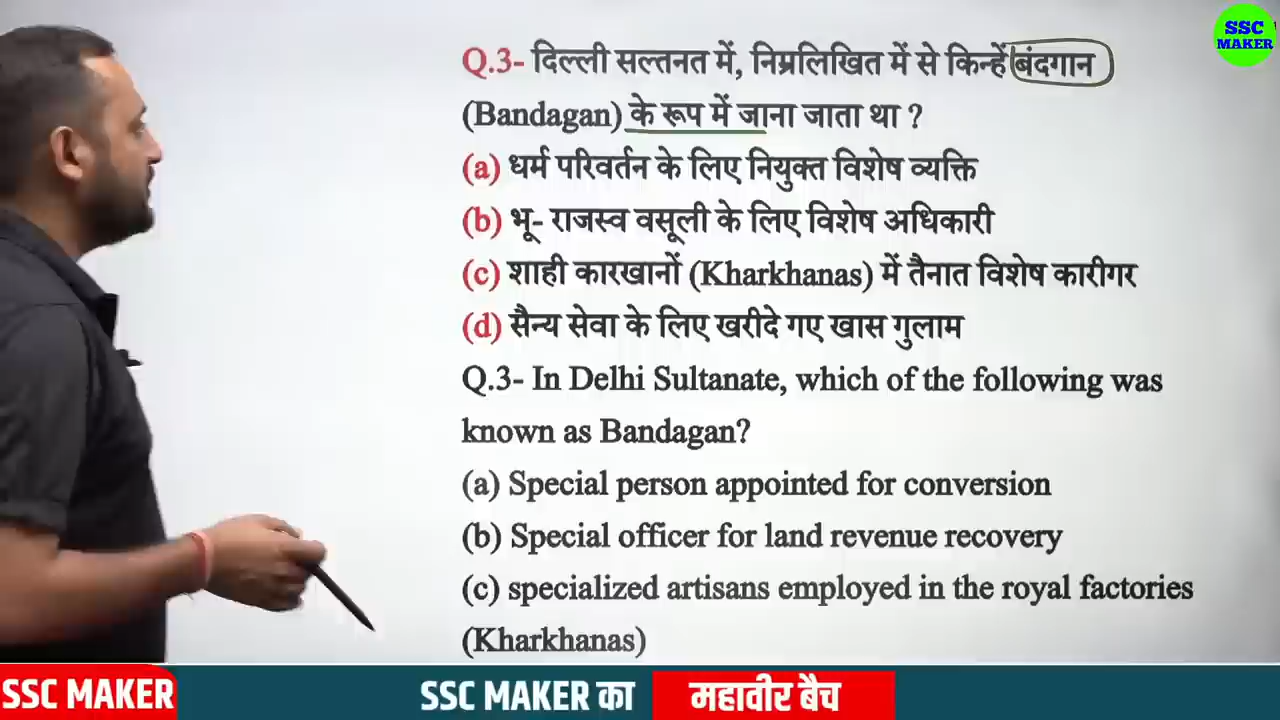 SSC
MAKER
Q.3- दिल्ली सल्तनत में, निम्नलिखित में से किन्हें बंदगान
(Bandagan) के रूप में जाना जाता था ?
(a) धर्म परिवर्तन के लिए नियुक्त विशेष व्यक्ति
(b) भू- राजस्व वसूली के लिए विशेष अधिकारी
(c) शाही कारखानों (Kharkhanas) में तैनात विशेष कारीगर
(d) सैन्य सेवा के लिए खरीदे गए खास गुलाम
Q.3- In Delhi Sultanate, which of the following was
known as Bandagan?
(a) Special person appointed for conversion
(b) Special officer for land revenue recovery
(c) specialized artisans employed in the royal factories
(Kharkhanas)
SSC MAKER SSC MAKER का महावीर बैच